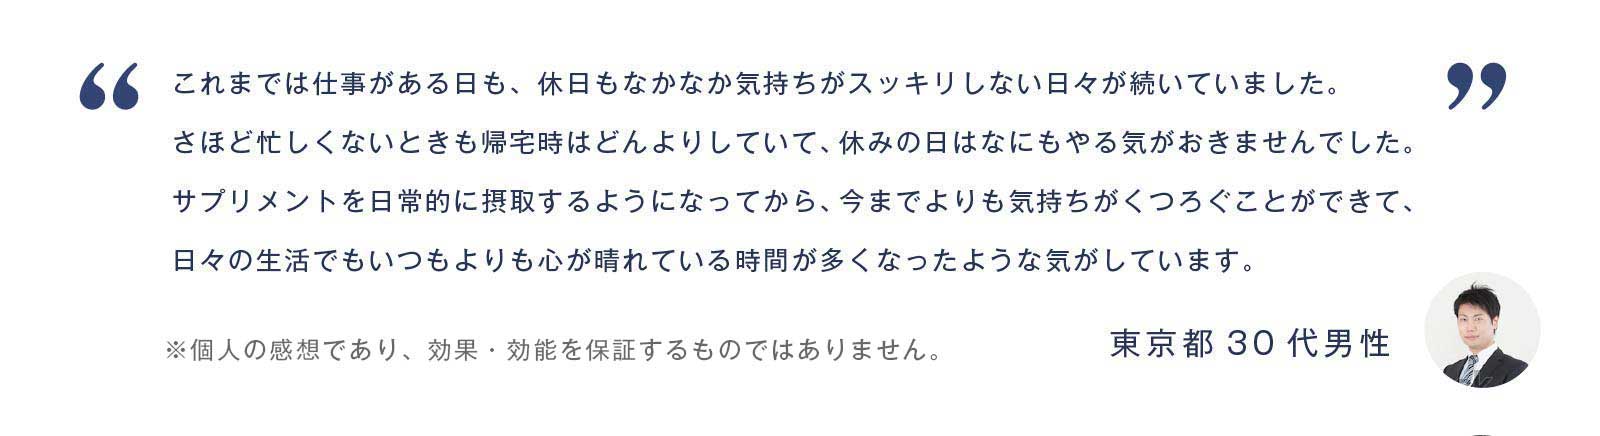 “これまでは仕事がある日も、休日もなかなか気持ちがスッキリしない日々が続いていました。”
さほど忙しくないときも帰宅時はどんよりしていて、休みの日はなにもやる気がおきませんでした。
サプリメントを日常的に摂取するようになってから、今までよりも気持ちがくつろぐことができて、
日々の生活でもいつもよりも心が晴れている時間が多くなったような気がしています。
※個人の感想であり、効果・効能を保証するものではありません。
東京都 30 代男性